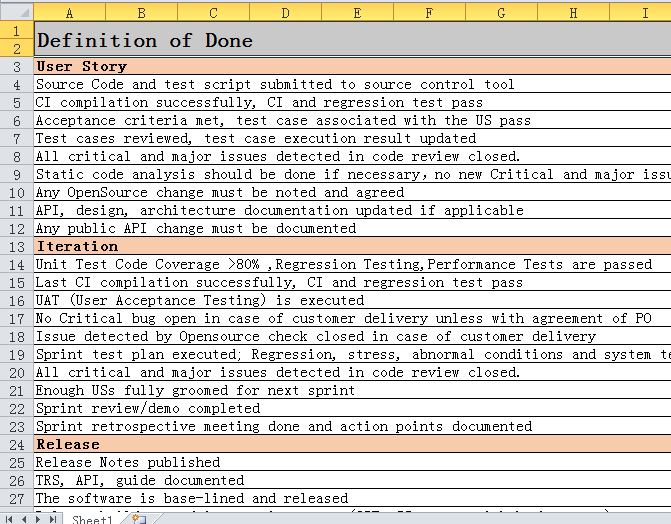 A B C D E F G H I
1
2 Definition of Done
3 User Story
4 Source Code and test script submitted to source control tool
5 CI compilation successfully, CI and regression test pass
6 Acceptance criteria met, test case associated with the US pass
7 Test cases reviewed, test case execution result updated
8 All critical and major issues detected in code review closed.
9 Static code analysis should be done if necessary, no new Critical and major issu
10 Any OpenSource change must be noted and agreed
11 API, design, architecture documentation updated if applicable
12 Any public API change must be documented
13 Iteration
14 Unit Test Code Coverage >80% ,Regression Testing,Performance Tests are passed
15 Last CI compilation successfully, CI and regression test pass
16 UAT (User Acceptance Testing) is executed
17 No Critical bug open in case of customer delivery unless with agreement of PO
18 Issue detected by Opensource check closed in case of customer delivery
19 Sprint test plan executed; Regression, stress, abnormal conditions and system te
20 All critical and major issues detected in code review closed.
21 Enough USs fully groomed for next sprint
22 Sprint review/demo completed
23 Sprint retrospective meeting done and action points documented
24 Release
25 Release Notes published
26 TRS, API, guide documented
27 The software is base-lined and released
Sheet1